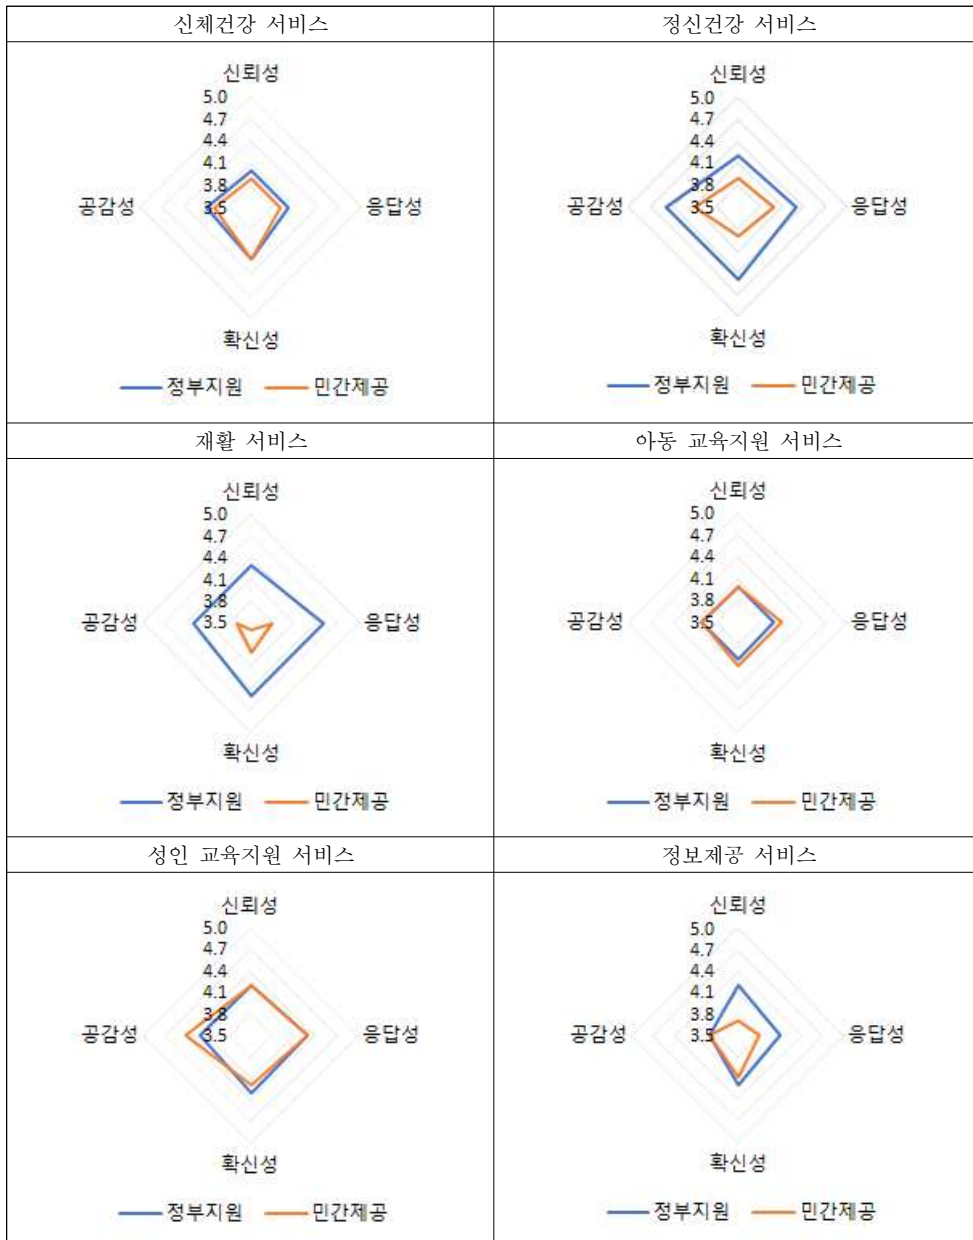 신체건강 서비스
신뢰성
5.0
4.7
4.4
4.1
3.8
3.5
공감성
응답성
확신성
정부지원 민간제공
정신건강 서비스
신뢰성
5.0
4.7
4.4
4.1
3.8
3.5
공감성
응답성
확신성
정부지원 민간제공
재활 서비스
신뢰성
5.0
4.7
4.4
4.1
3.8
3.5
공감성
응답성
확신성
정부지원 민간제공
아동 교육지원 서비스
신뢰성
5.0
4.7
4.4
4.1
3.8
3.5
공감성
응답성
확신성
정부지원 민간제공
성인 교육지원 서비스
신뢰성
5.0
4.7
4.4
4.1
3.8
3.5
공감성
응답성
확신성
정부지원 민간제공
정보제공 서비스
신뢰성
5.0
4.7
4.4
4.1
3.8
3.5
공감성
응답성
확신성
정부지원 민간제공